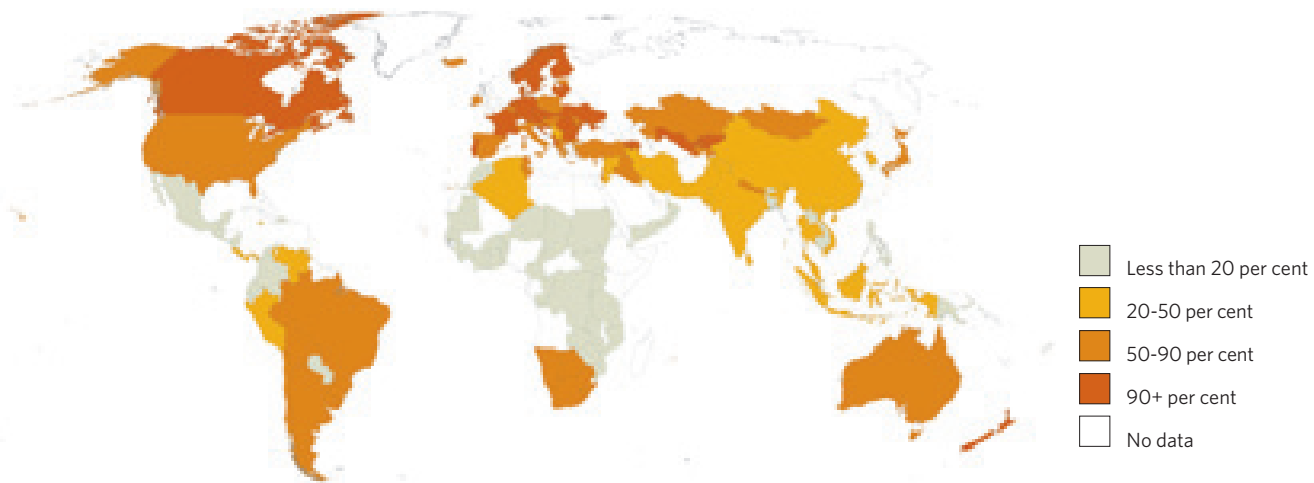 Less than 20 per cent
20-50 per cent
50-90 per cent
90+ per cent
No data